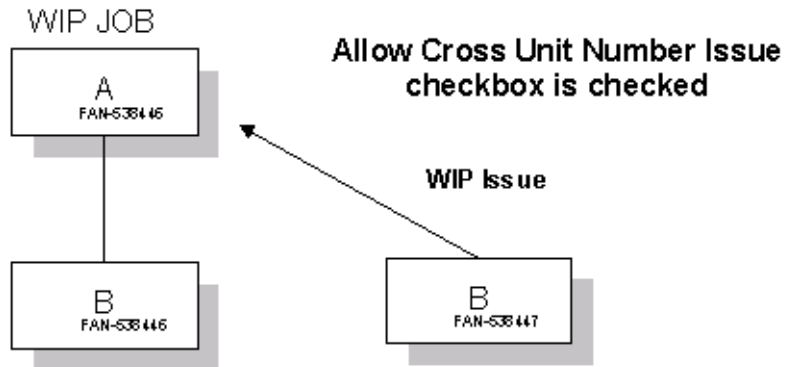 WIP JOB
Allow Cross Unit Number Issue
checkbox is checked
A
FAN-538446
WIP Issue
B
FAN-538446
B
FAN-538447